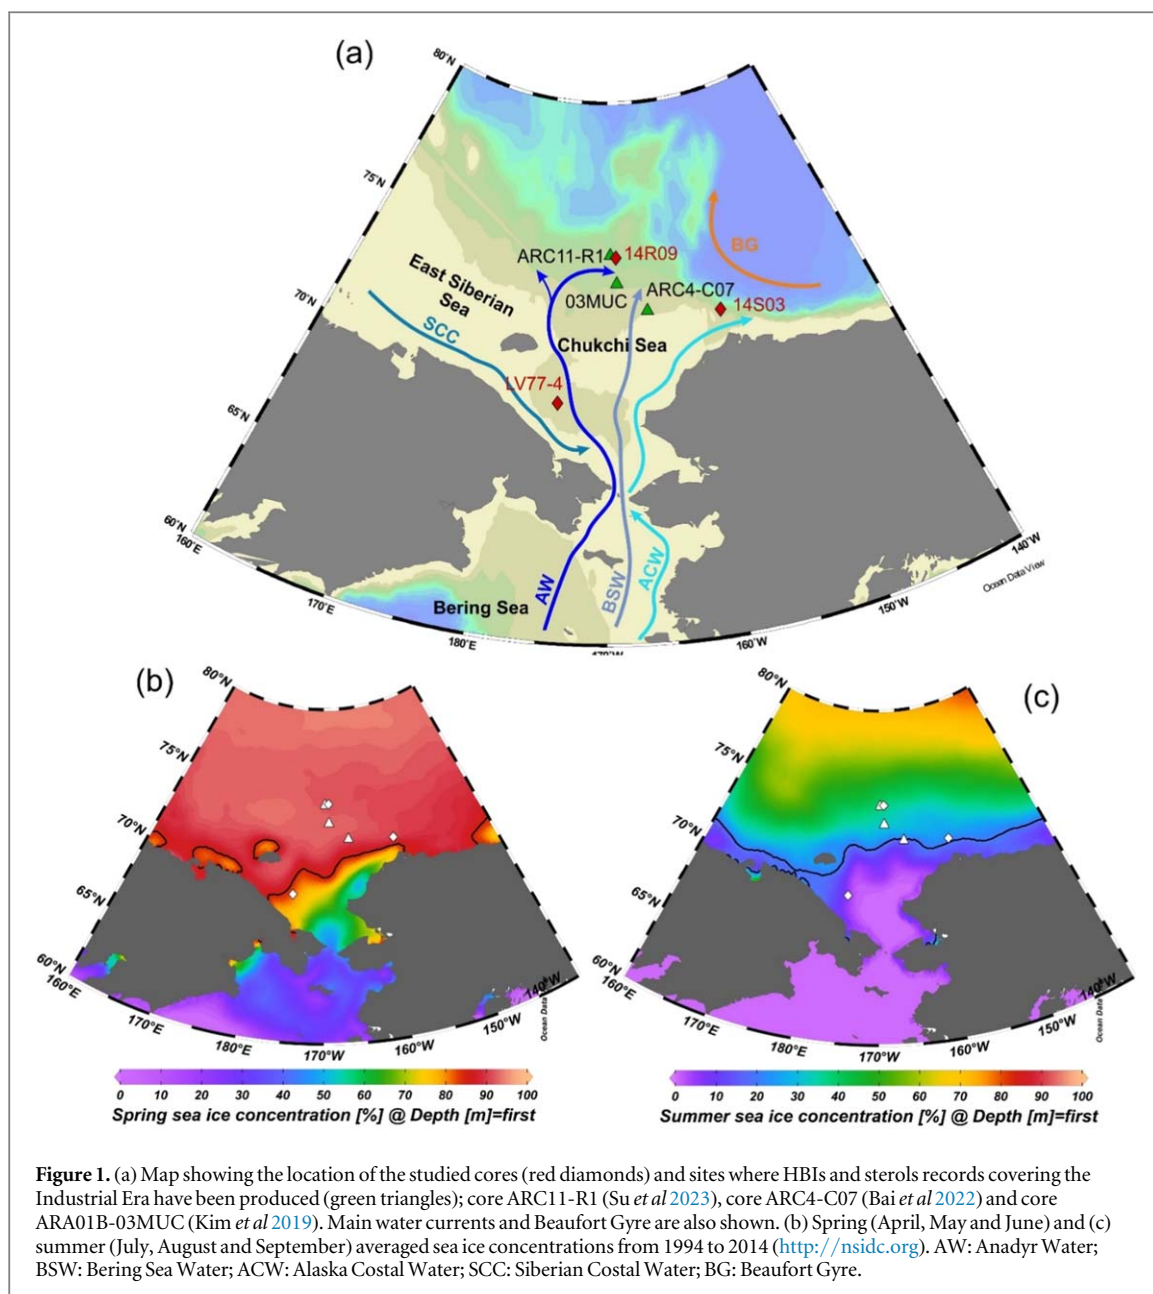 (a)
80˚N
75˚N
70˚N
65˚N
60˚N
160˚E
170˚E
180˚E
160˚W
150˚W
140˚W
Ocean Data View
ARC11-R1
14R09
BG
East Siberian
Sea
03MUC
ARC4-C07
14S03
SCC
Chukchi Sea
LV77-4
Bering Sea
AW
BSW
ACW
(b)
80°N
75°N
70°N
65°N
60°N
160°E
170°E
180°E
170°W
160°W
150°W
140°W
Ocean Data
0 10 20 30 40 50 60 70 80 90 100
Spring sea ice concentration [%] @ Depth [m]=first
(c)
80°N
75°N
70°N
65°N
60°N
160°E
170°E
180°E
170°W
160°W
150°W
140°W
Ocean Data
0 10 20 30 40 50 60 70 80 90 100
Summer sea ice concentration [%] @ Depth [m]=first
Figure 1. (a) Map showing the location of the studied cores (red diamonds) and sites where HBIs and sterols records covering the
Industrial Era have been produced (green triangles); core ARC11-R1 (Su et al 2023), core ARC4-C07 (Bai et al 2022) and core
ARA01B-03MUC (Kim et al 2019). Main water currents and Beaufort Gyre are also shown. (b) Spring (April, May and June) and (c)
summer (July, August and September) averaged sea ice concentrations from 1994 to 2014 (http://nsidc.org). AW: Anadyr Water;
BSW: Bering Sea Water; ACW: Alaska Costal Water; SCC: Siberian Costal Water; BG: Beaufort Gyre.